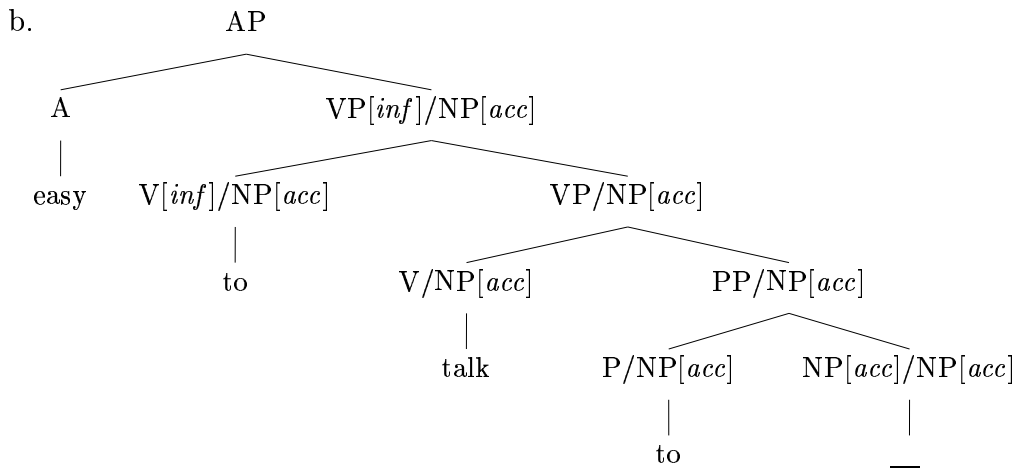 b. AP
A VP[inf]/NP[acc]
easy V[inf]/NP[acc] VP/NP[acc]
to V/NP[acc] PP/NP[acc]
talk P/NP[acc] NP[acc]/NP[acc]
to __